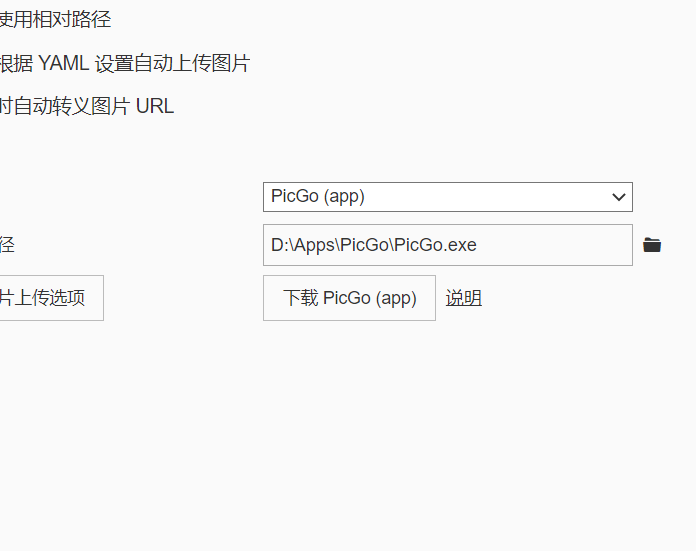 使用相对路径
根据 YAML 设置自动上传图片
时自动转义图片 URL
PicGo (app)
径 D:\Apps\PicGo\PicGo.exe
片上传选项 下载 PicGo (app) 说明